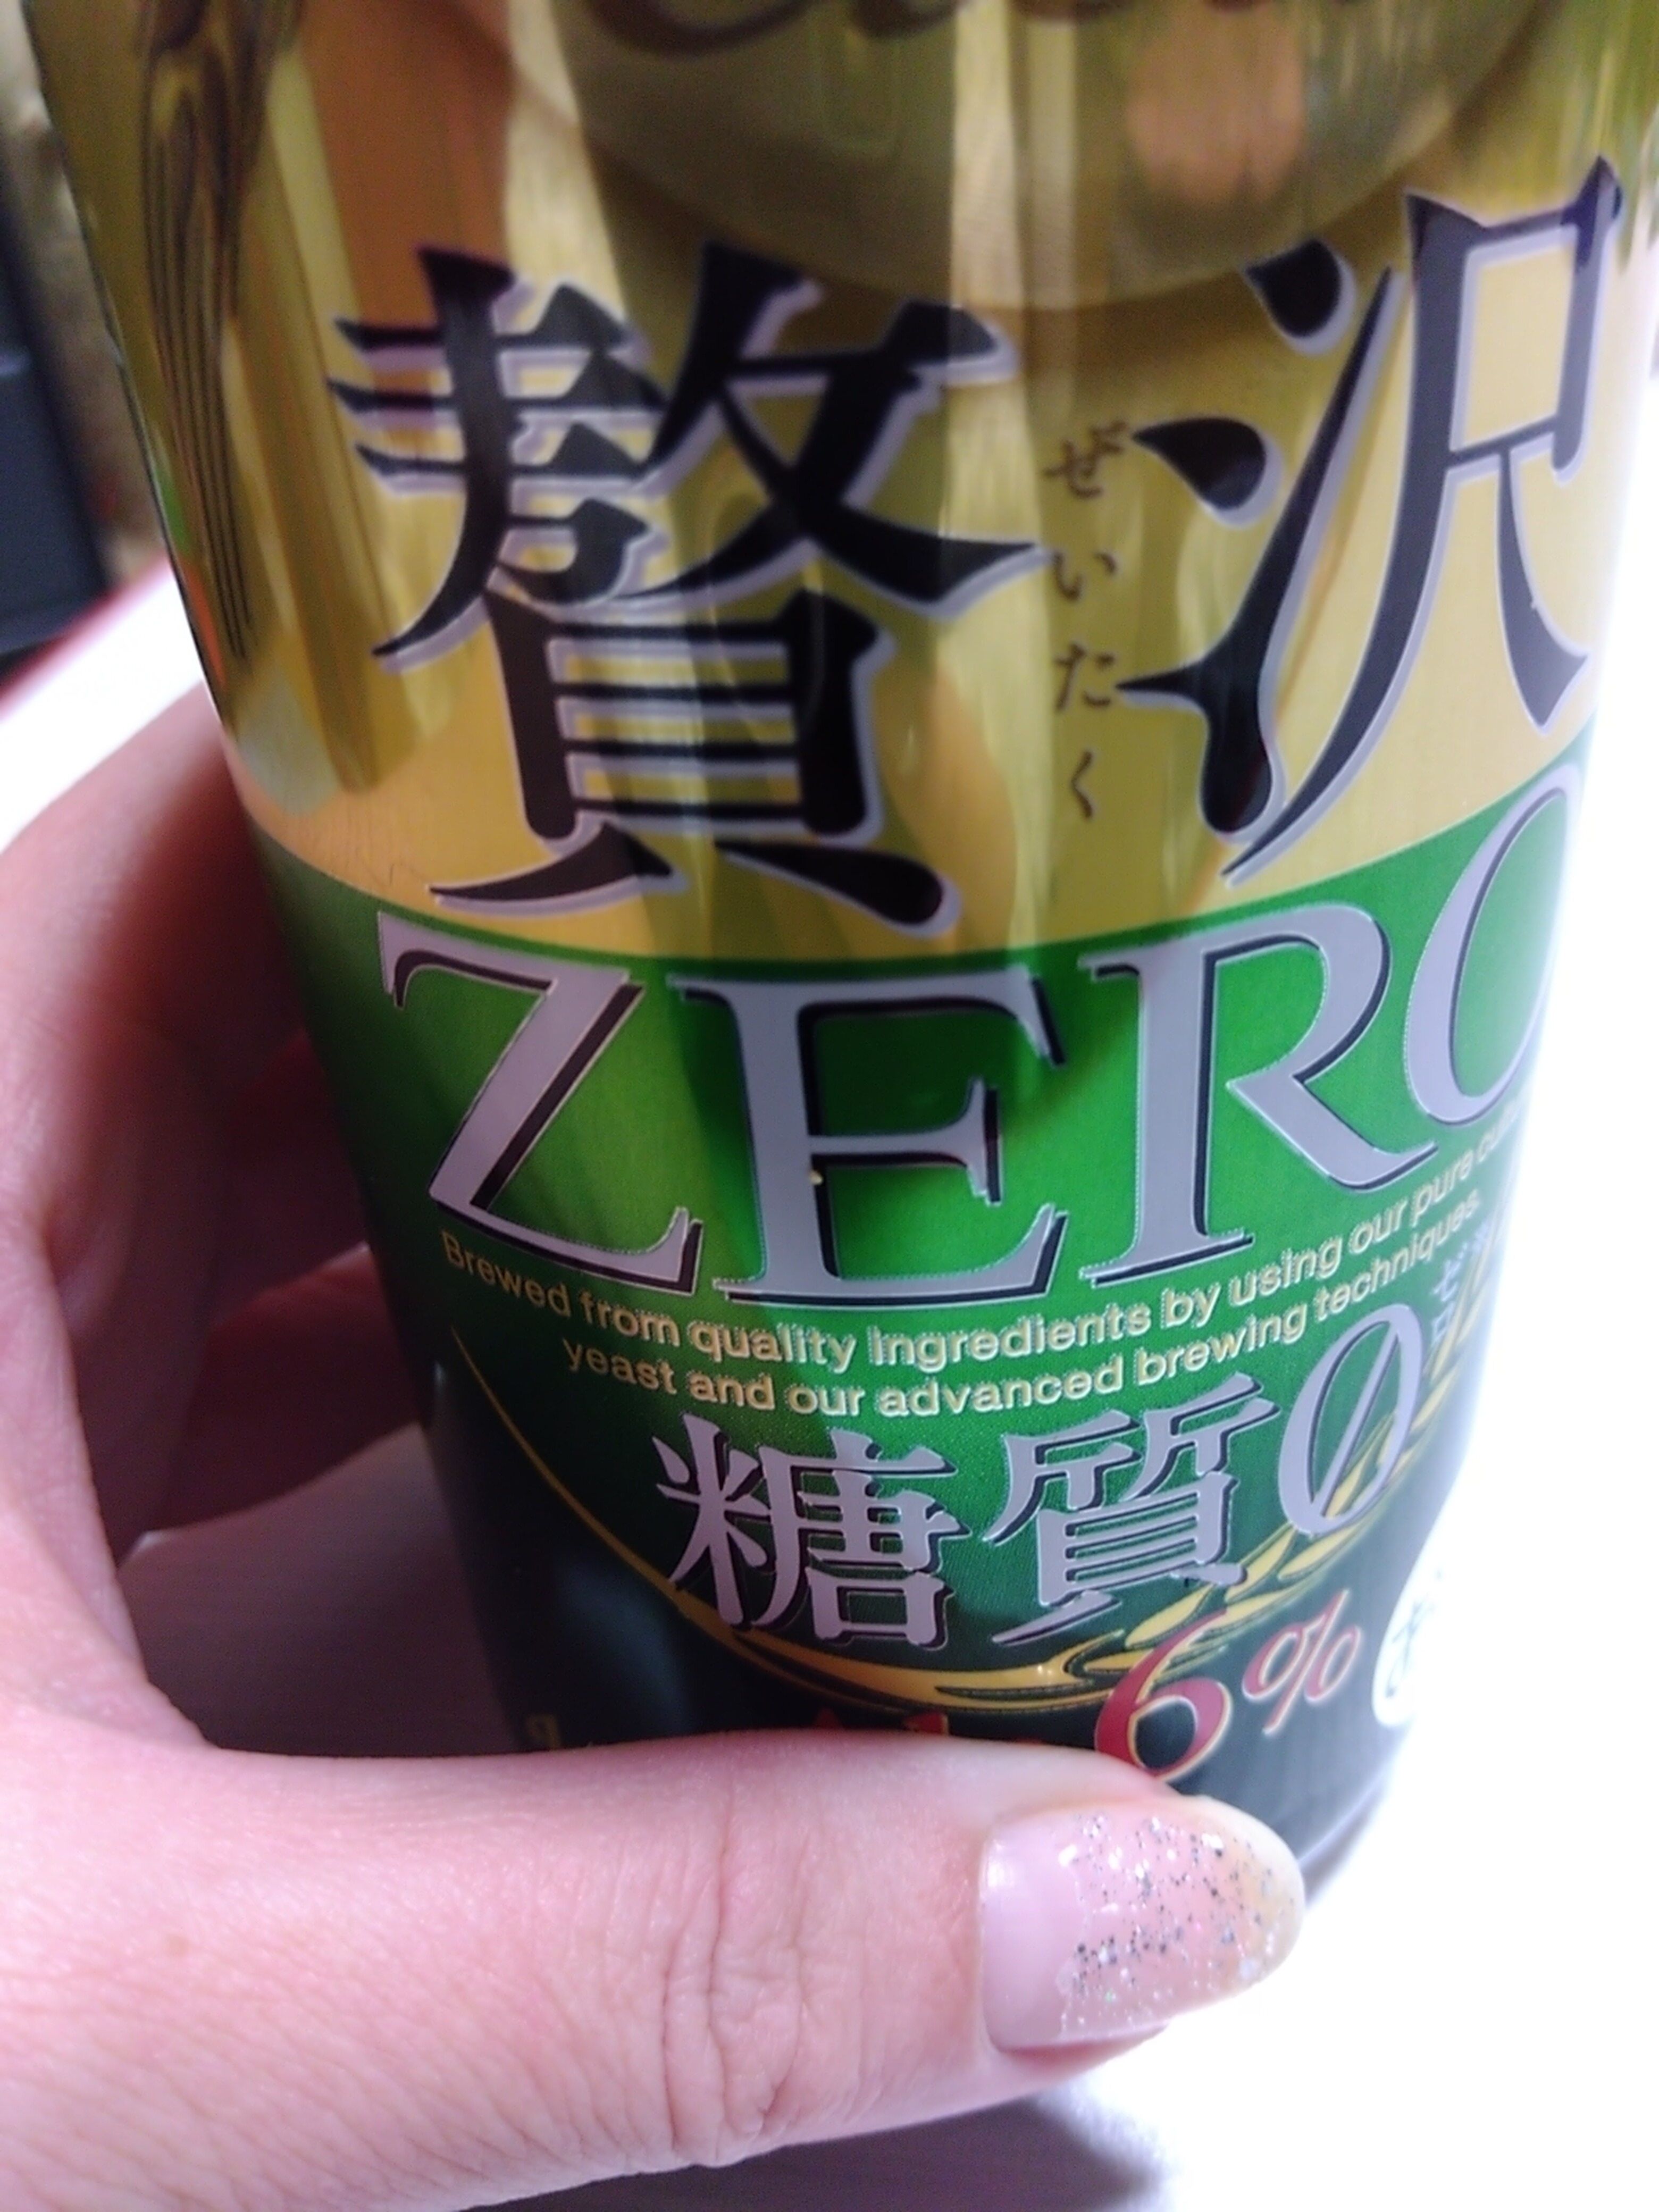 贅沢
ぜいたく
ZERO
Brewed from quality ingredients by using our pure
yeast and our advanced brewing techniques.
糖質0
6%